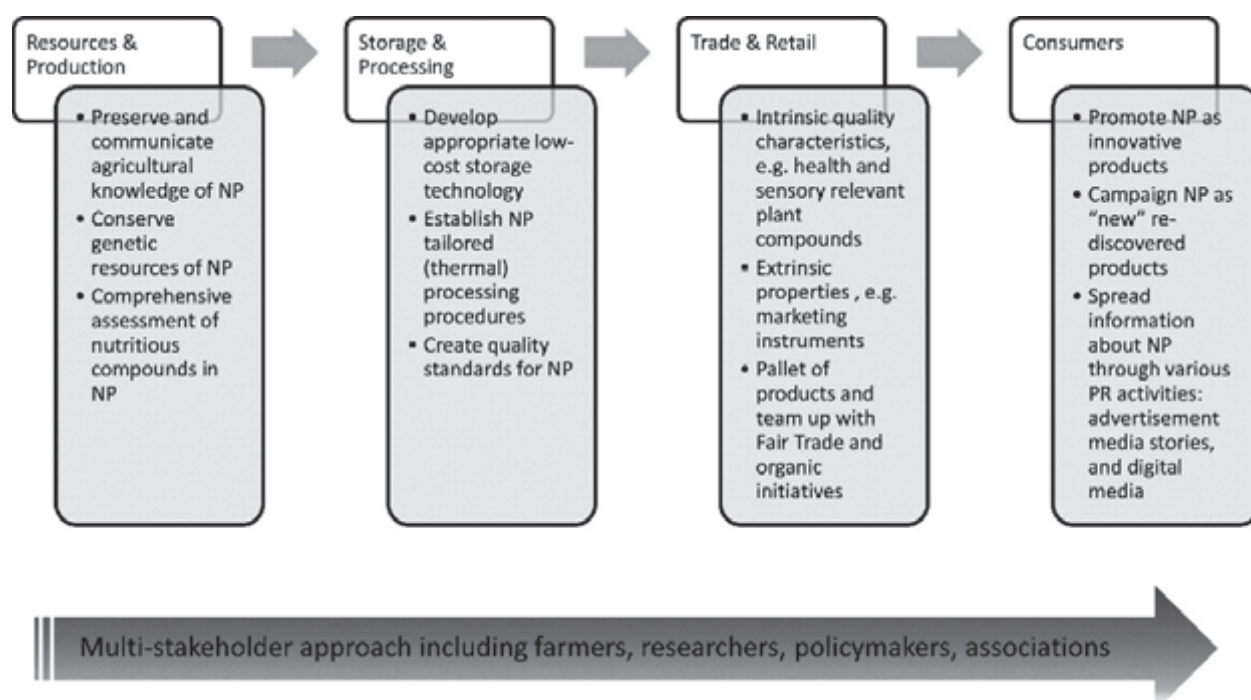 Resources &
Production
• Preserve and
communicate
agricultural
knowledge of NP
• Conserve
genetic
resources of NP
• Comprehensive
assessment of
nutritious
compounds in
NP
Storage &
Processing
• Develop
appropriate low-
cost storage
technology
• Establish NP
tailored
(thermal)
processing
procedures
• Create quality
standards for NP
Trade & Retail
• Intrinsic quality
characteristics,
e.g. health and
sensory relevant
plant
compounds
• Extrinsic
properties , e.g.
marketing
instruments
• Pallet of
products and
team up with
Fair Trade and
organic
initiatives
Consumers
• Promote NP as
innovative
products
• Campaign NP as
“new” re-
discovered
products
• Spread
information
about NP
through various
PR activities:
advertisement
media stories,
and digital
media
Multi-stakeholder approach including farmers, researchers, policymakers, associations